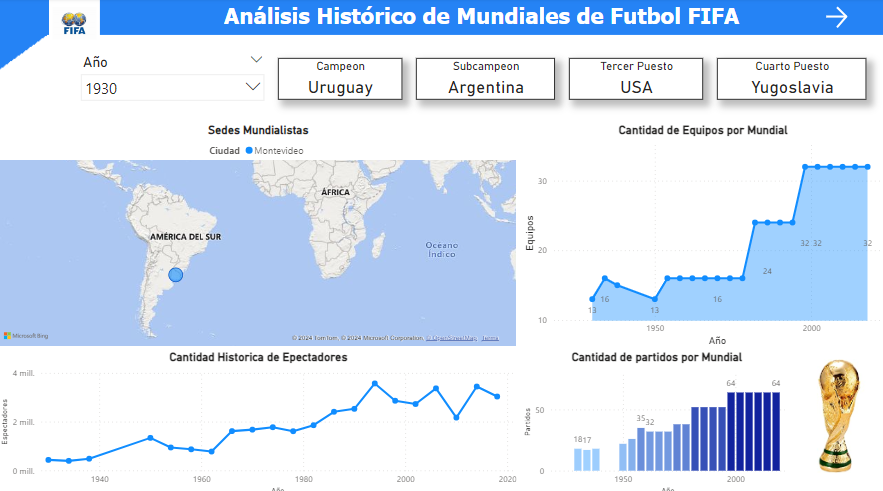 Análisis Histórico de Mundiales de Futbol FIFA
FIFA
Año
1930
Campeon
Uruguay
Subcampeon
Argentina
Tercer Puesto
USA
Cuarto Puesto
Yugoslavia
Sedes Mundialistas
Ciudad Montevideo
ÁFRICA
AMÉRICA DEL SUR
Océano
Índico
Microsoft Bing
© 2024 TomTom, © 2024 Microsoft Corporation, © OpenStreetMap Terms
Cantidad de Equipos por Mundial
Equipos
30
20
10
13
16
13
16
24
32
32
32
1950
2000
Año
Cantidad Historica de Epectadores
Espectadores
4 mill.
2 mill.
0 mill.
1940
1960
1980
2000
2020
Año
Cantidad de partidos por Mundial
Partidos
50
0
18
17
35
32
64
64
1950
2000
Año